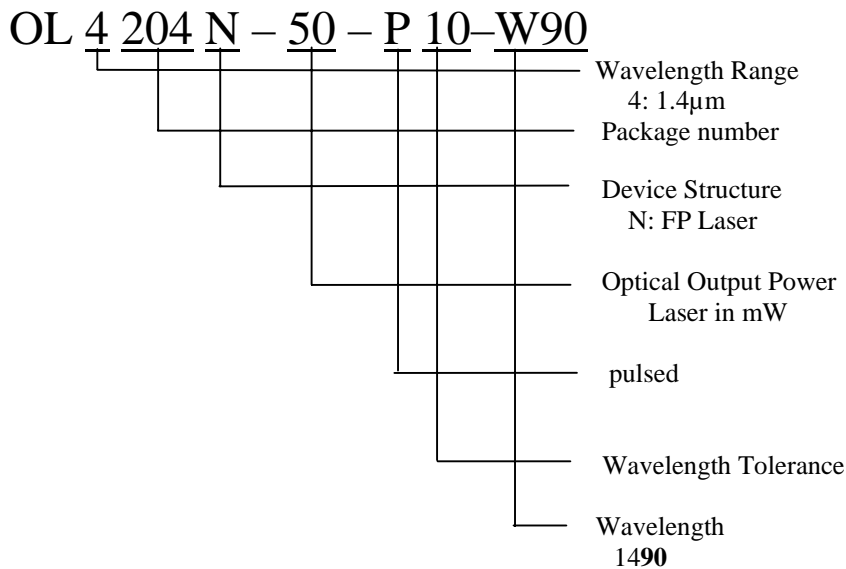 OL 4 204 N – 50 – P 10–W90
Wavelength Range
4: 1.4µm
Package number
Device Structure
N: FP Laser
Optical Output Power
Laser in mW
pulsed
Wavelength Tolerance
Wavelength
1490